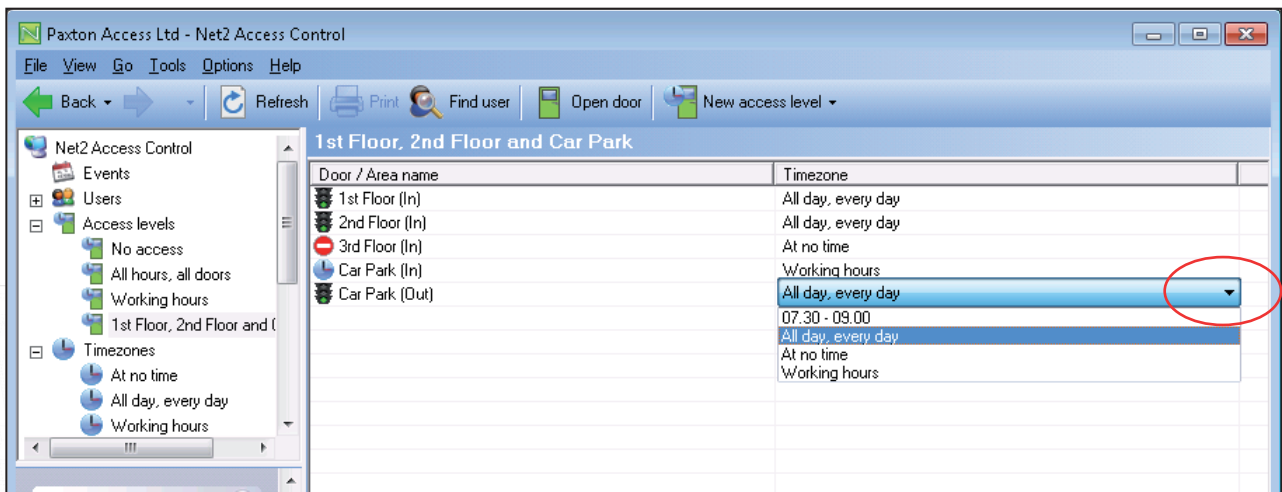 Paxton Access Ltd - Net2 Access Control
File View Go Tools Options Help
Back Refresh Print Find user Open door New access level
Net2 Access Control
Events
Users
Access levels
No access
All hours, all doors
Working hours
1st Floor, 2nd Floor and (
Timezones
At no time
All day, every day
Working hours
1st Floor, 2nd Floor and Car Park
Door / Area name Timezone
1st Floor (In) All day, every day
2nd Floor (In) All day, every day
3rd Floor (In) At no time
Car Park (In) Working hours
Car Park (Out) All day, every day
07.30 - 09.00
All day, every day
At no time
Working hours